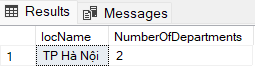 Results Messages
locName NumberOfDepartments
1 TP Hà Nội 2